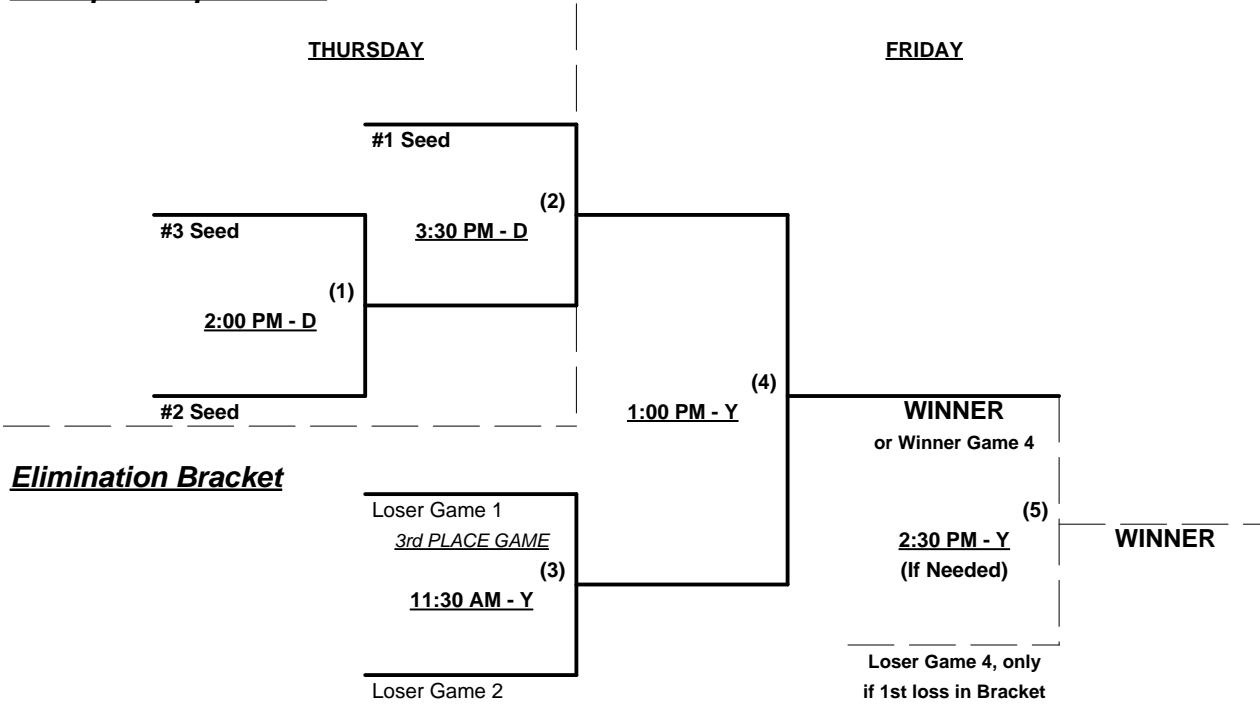 THURSDAY
FRIDAY
#1 Seed
(2)
#3 Seed
3:30 PM - D
(1)
2:00 PM - D
(4)
#2 Seed
1:00 PM - Y
WINNER
or Winner Game 4
Elimination Bracket
Loser Game 1
3rd PLACE GAME
(3)
11:30 AM - Y
(5)
2:30 PM - Y
(If Needed)
WINNER
Loser Game 2
Loser Game 4, only
if 1st loss in Bracket